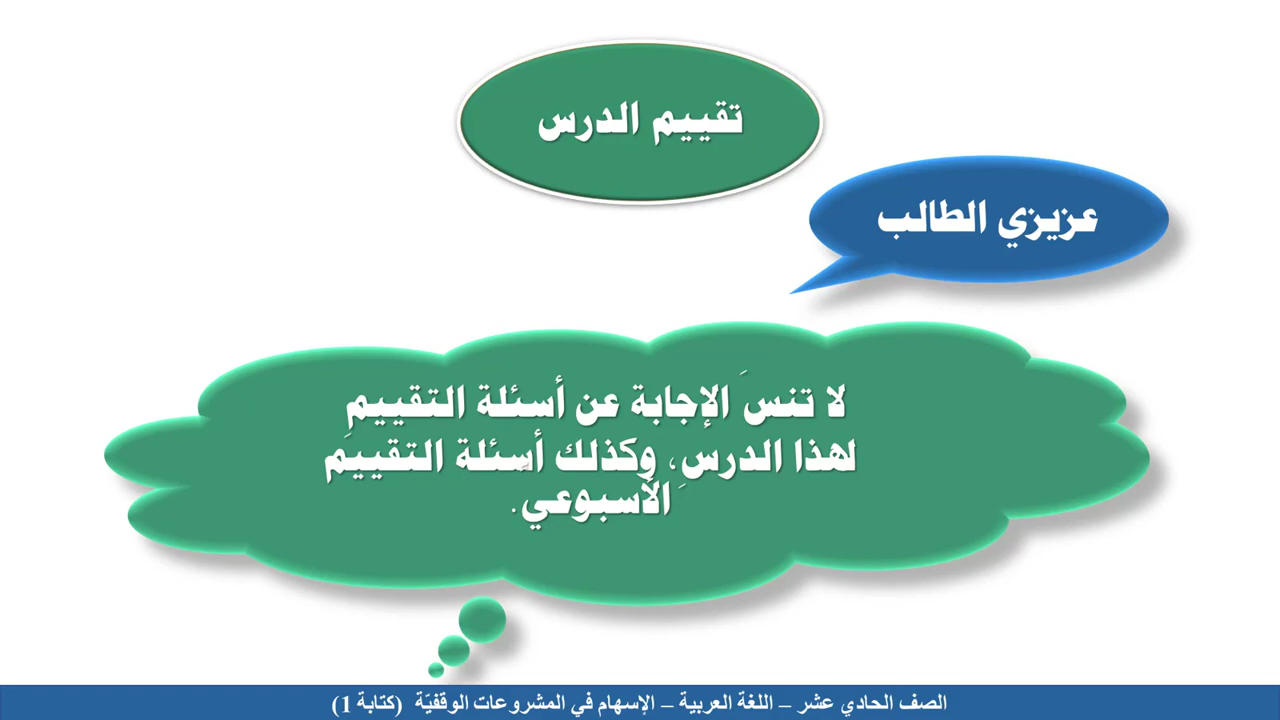 تقييم الدرس
عزيزي الطالب
لا تنسَ الإجابة عن أسئلة التقييمِ
لهذا الدرسِ، وكذلك أسئلة التقييمَ
الأسبوعي.
الصف الحادي عشر – اللغة العربية – الإسهام في المشروعات الوقفيّة (كتابة 1)